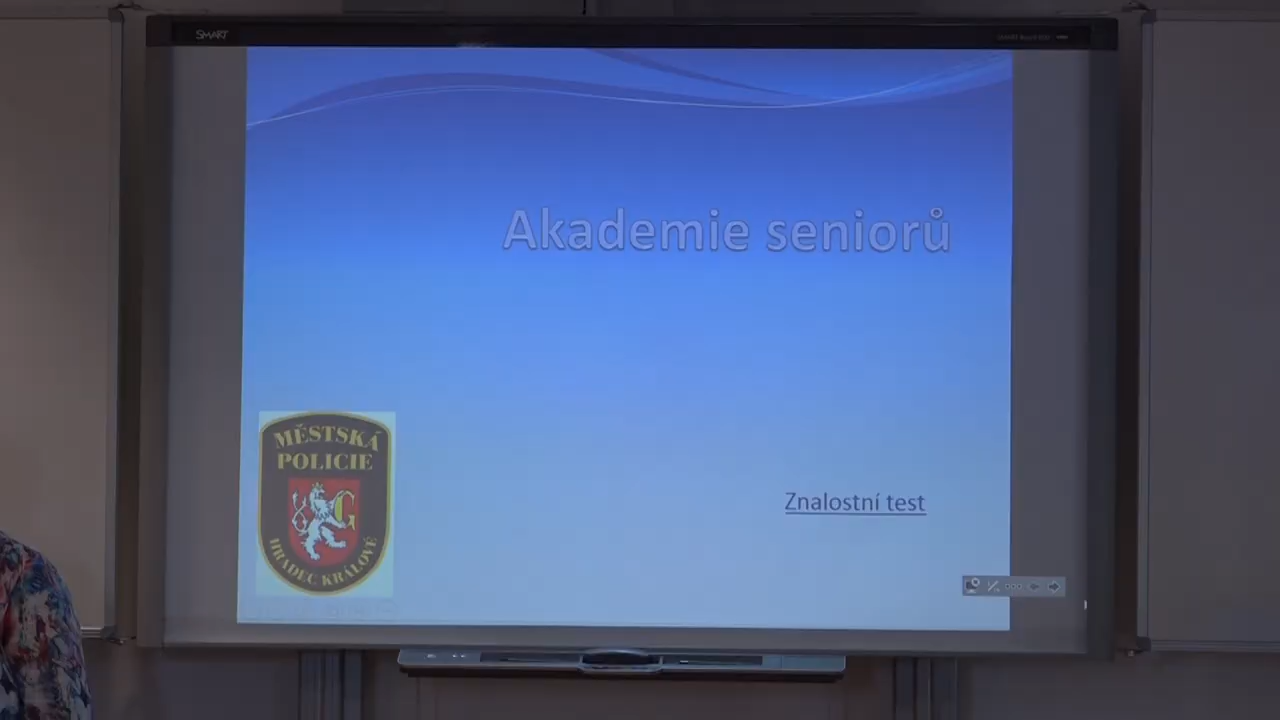 SMART
Akademie seniorů
MĚSTSKÁ
POLICIE
G
HRADEC KRÁLOVÉ
Znalostní test